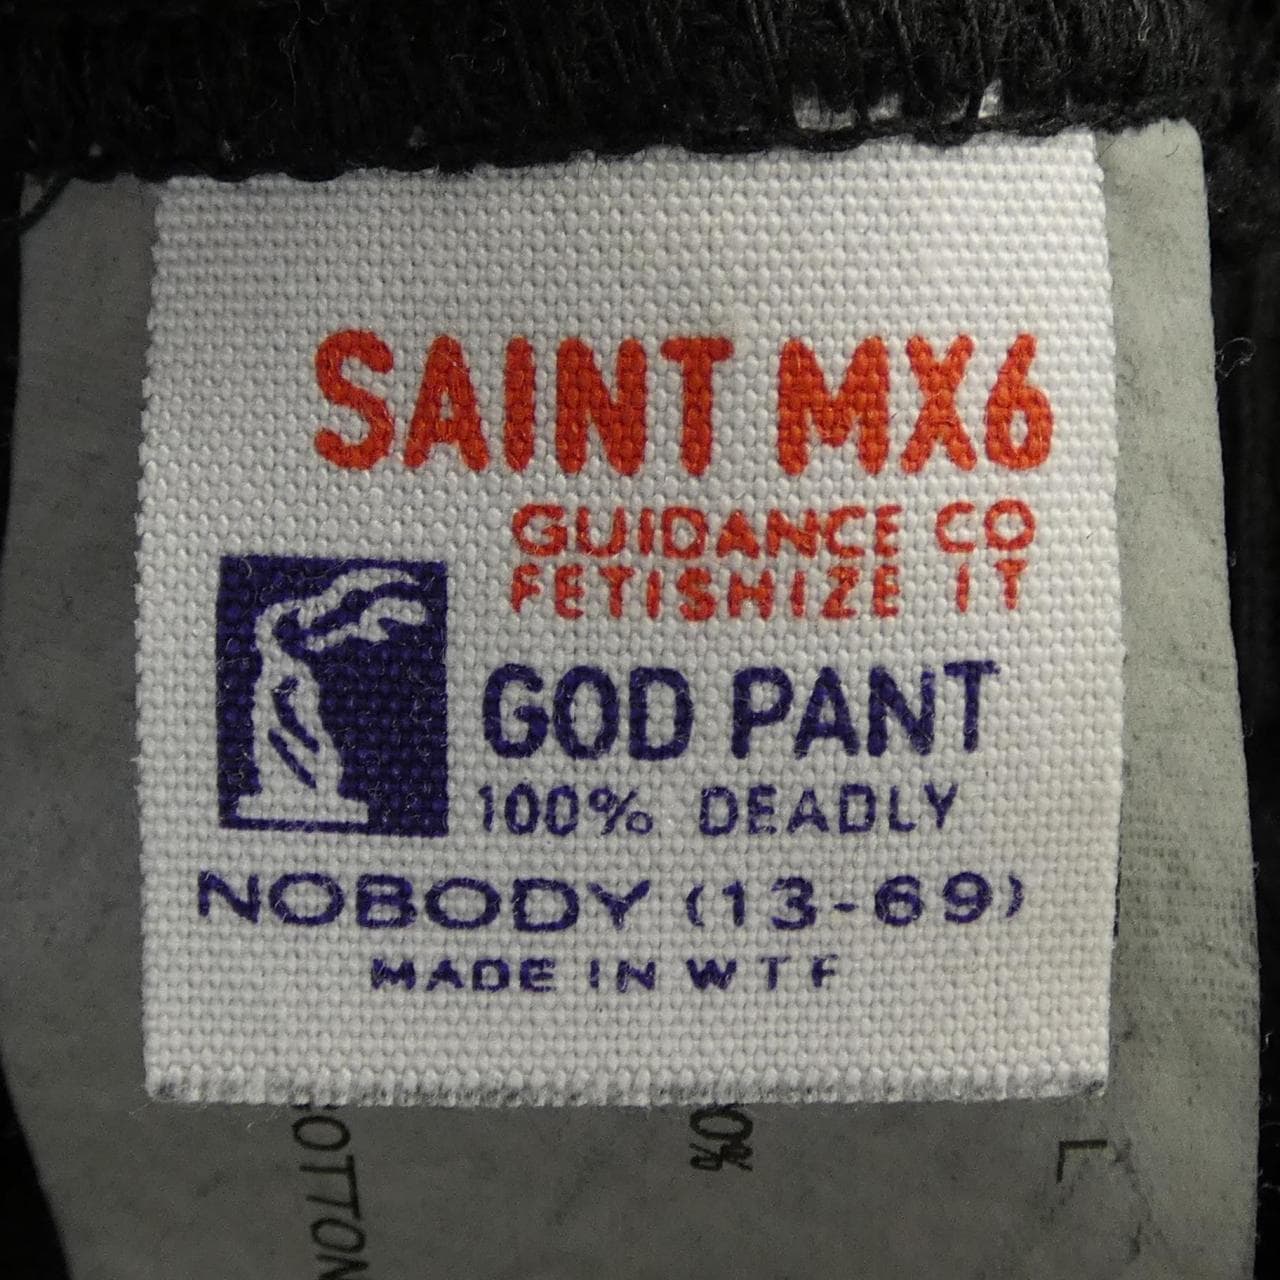 SAINT MX6
GUIDANCE CO
FETISHIZE IT
GOD PANT
100% DEADLY
NOBODY (13-69)
MADE IN WTF
L